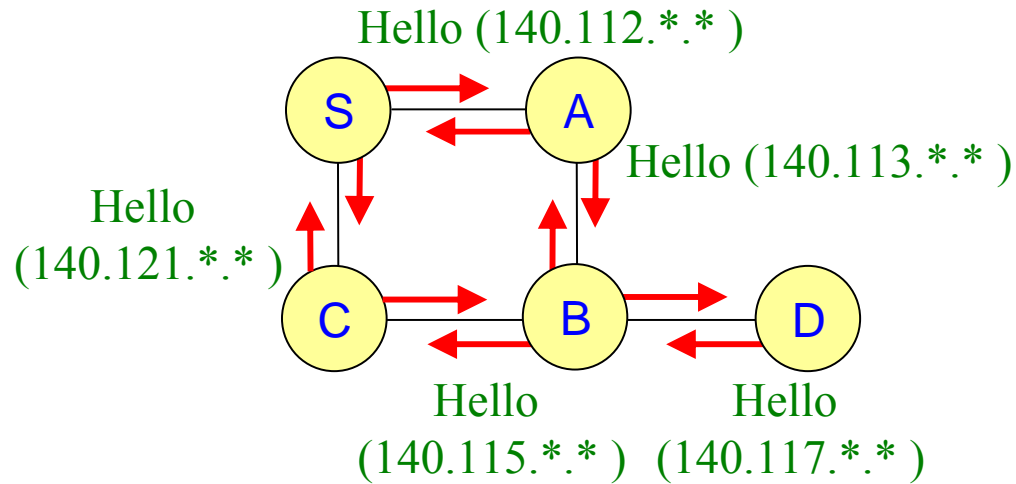 Hello (140.112.*.* )
S
A
Hello (140.113.*.* )
Hello
(140.121.*.* )
C
B
D
Hello
(140.115.*.* )
Hello
(140.117.*.* )